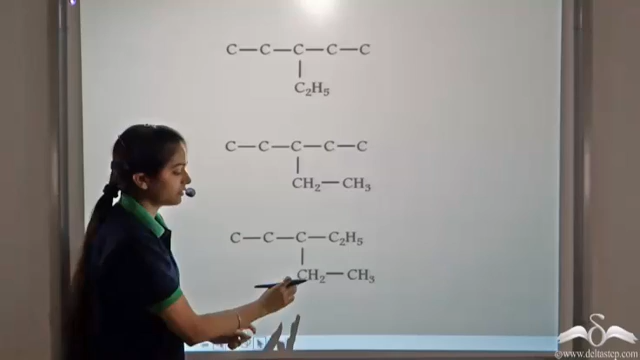 C — C — C — C — C
|
C₂H₅
C — C — C — C — C
|
CH₂ — CH₃
C — C — C — C₂H₅
|
CH₂ — CH₃
©www.deltastep.com